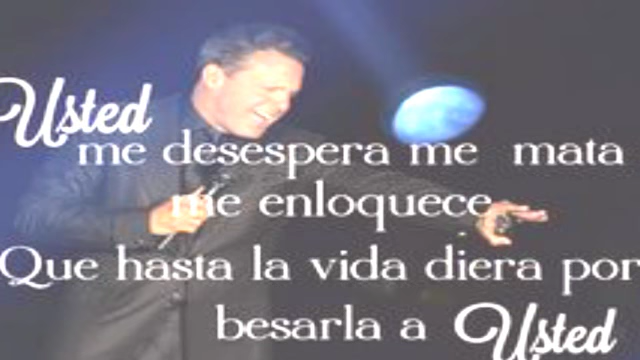 Usted
me desespera me mata
me enloquece
Que hasta la vida diera por
besarla a Usted